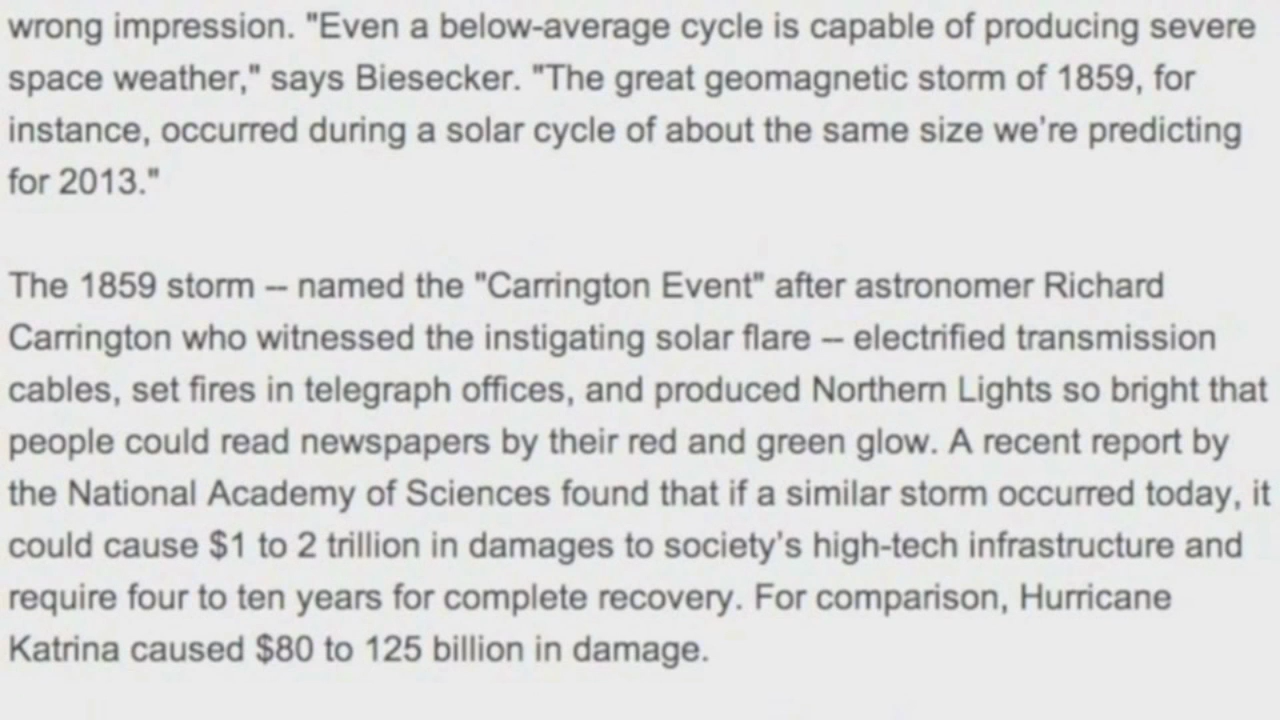 wrong impression. "Even a below-average cycle is capable of producing severe
space weather," says Biesecker. "The great geomagnetic storm of 1859, for
instance, occurred during a solar cycle of about the same size we're predicting
for 2013."
The 1859 storm -- named the "Carrington Event" after astronomer Richard
Carrington who witnessed the instigating solar flare -- electrified transmission
cables, set fires in telegraph offices, and produced Northern Lights so bright that
people could read newspapers by their red and green glow. A recent report by
the National Academy of Sciences found that if a similar storm occurred today, it
could cause $1 to 2 trillion in damages to society's high-tech infrastructure and
require four to ten years for complete recovery. For comparison, Hurricane
Katrina caused $80 to 125 billion in damage.